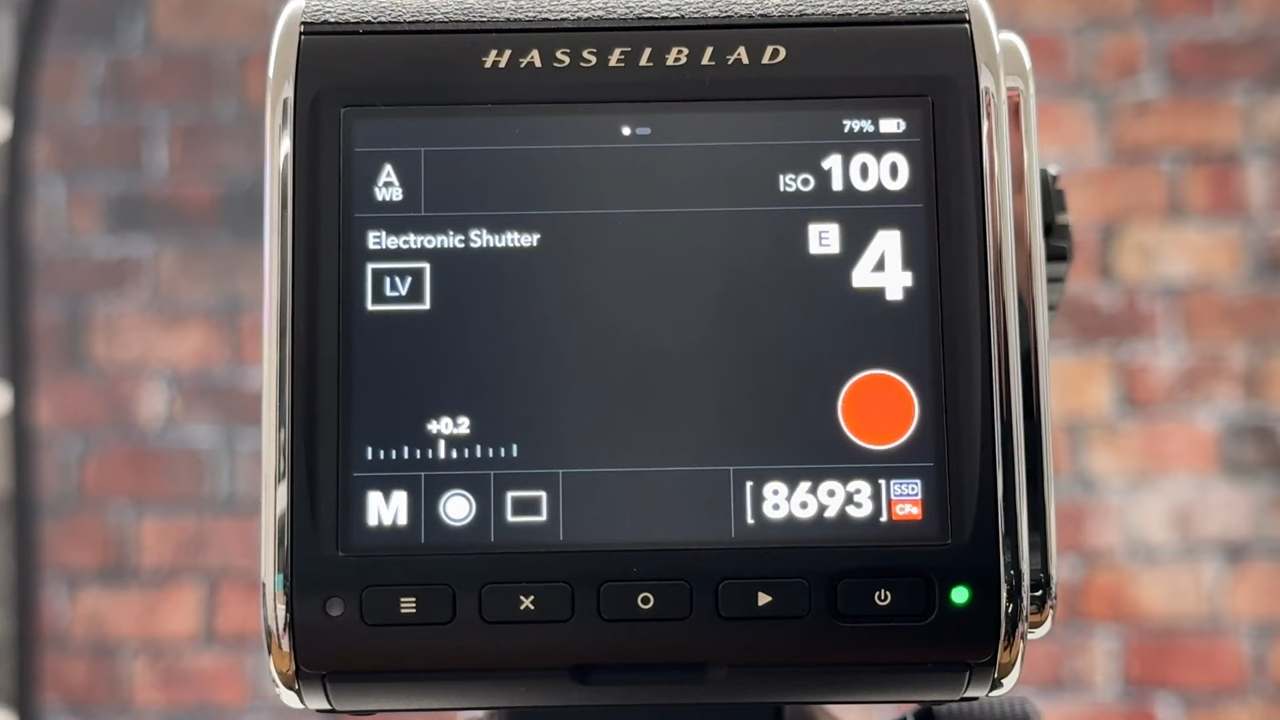 HASSELBLAD
79%
A
WB
ISO 100
Electronic Shutter
E 4
LV
+0.2
M
[8693] SSD
CFe